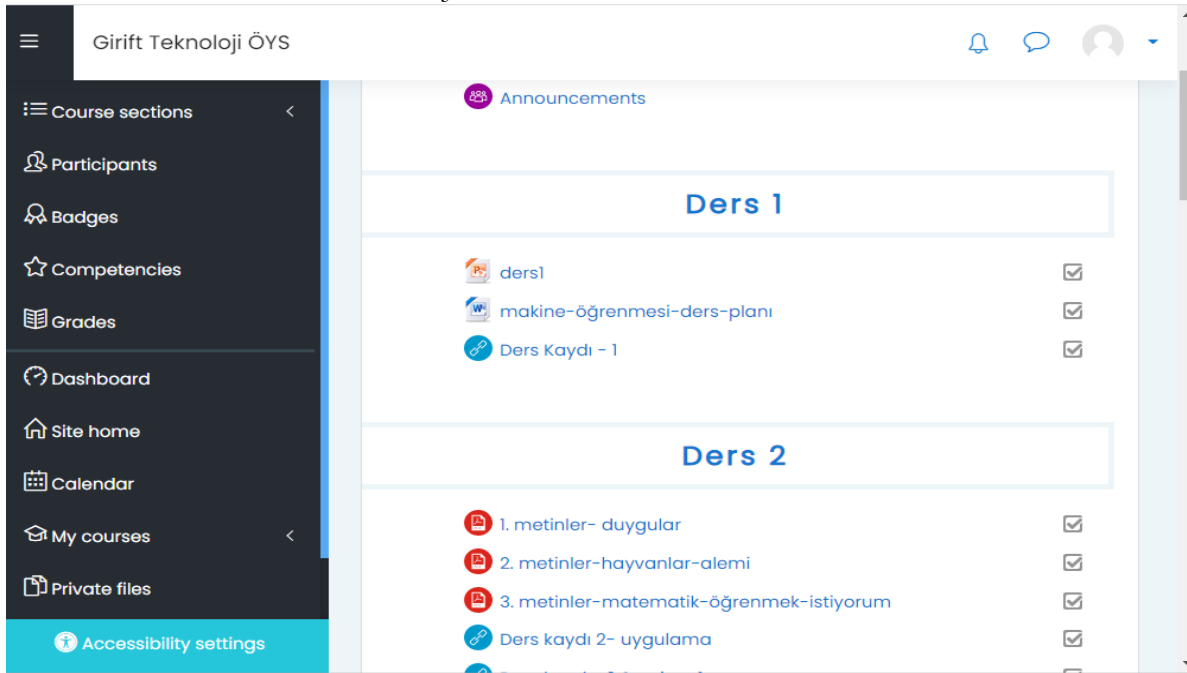 Girift Teknoloji ÖYS
Course sections
Participants
Badges
Competencies
Grades
Dashboard
Site home
Calendar
My courses
Private files
Accessibility settings
Announcements
Ders 1
ders1
makine-öğrenmesi-ders-planı
Ders Kaydı - 1
Ders 2
1. metinler- duygular
2. metinler-hayvanlar-alemi
3. metinler-matematik-öğrenmek-istiyorum
Ders kaydı 2- uygulama